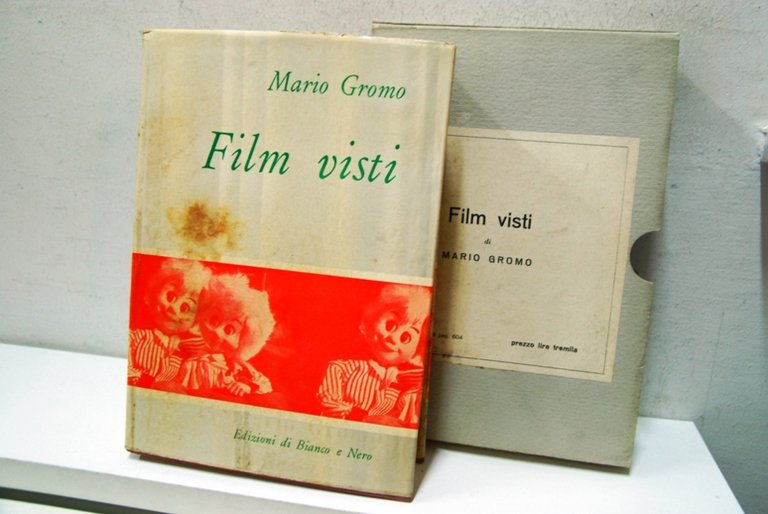 Mario Gromo
Film visti
Edizioni di Bianco e Nero
Film visti
di
MARIO GROMO
pag. 604
prezzo lire tremila